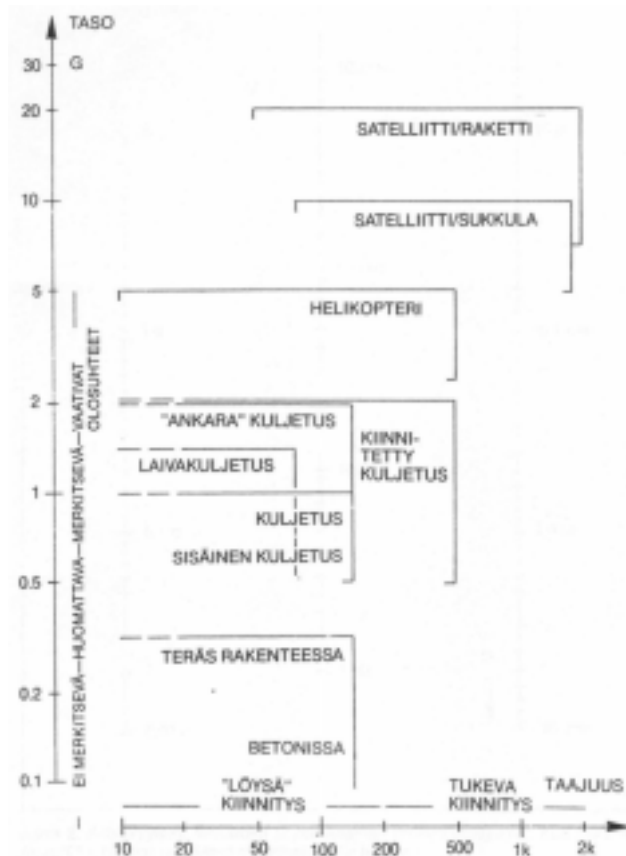 TASO
G
30
20
SATELLIITTI/RAKETTI
10
SATELLIITTI/SUKKULA
5
HELIKOPTERI
2
"ANKARA" KULJETUS
KIINNI-
TETTY
KULJETUS
LAIVAKULJETUS
1
KULJETUS
0.5
SISÄINEN KULJETUS
TERÄS RAKENTEESSA
0.2
BETONISSA
0.1
EI MERKITSEVÄ—HUOMATTAVA—MERKITSEVÄ—VAATIVAT
OLOSUHTEET
"LÖYSÄ"
KIINNITYS
TUKEVA
KIINNITYS
TAAJUUS
10 20 50 100 200 500 1k 2k